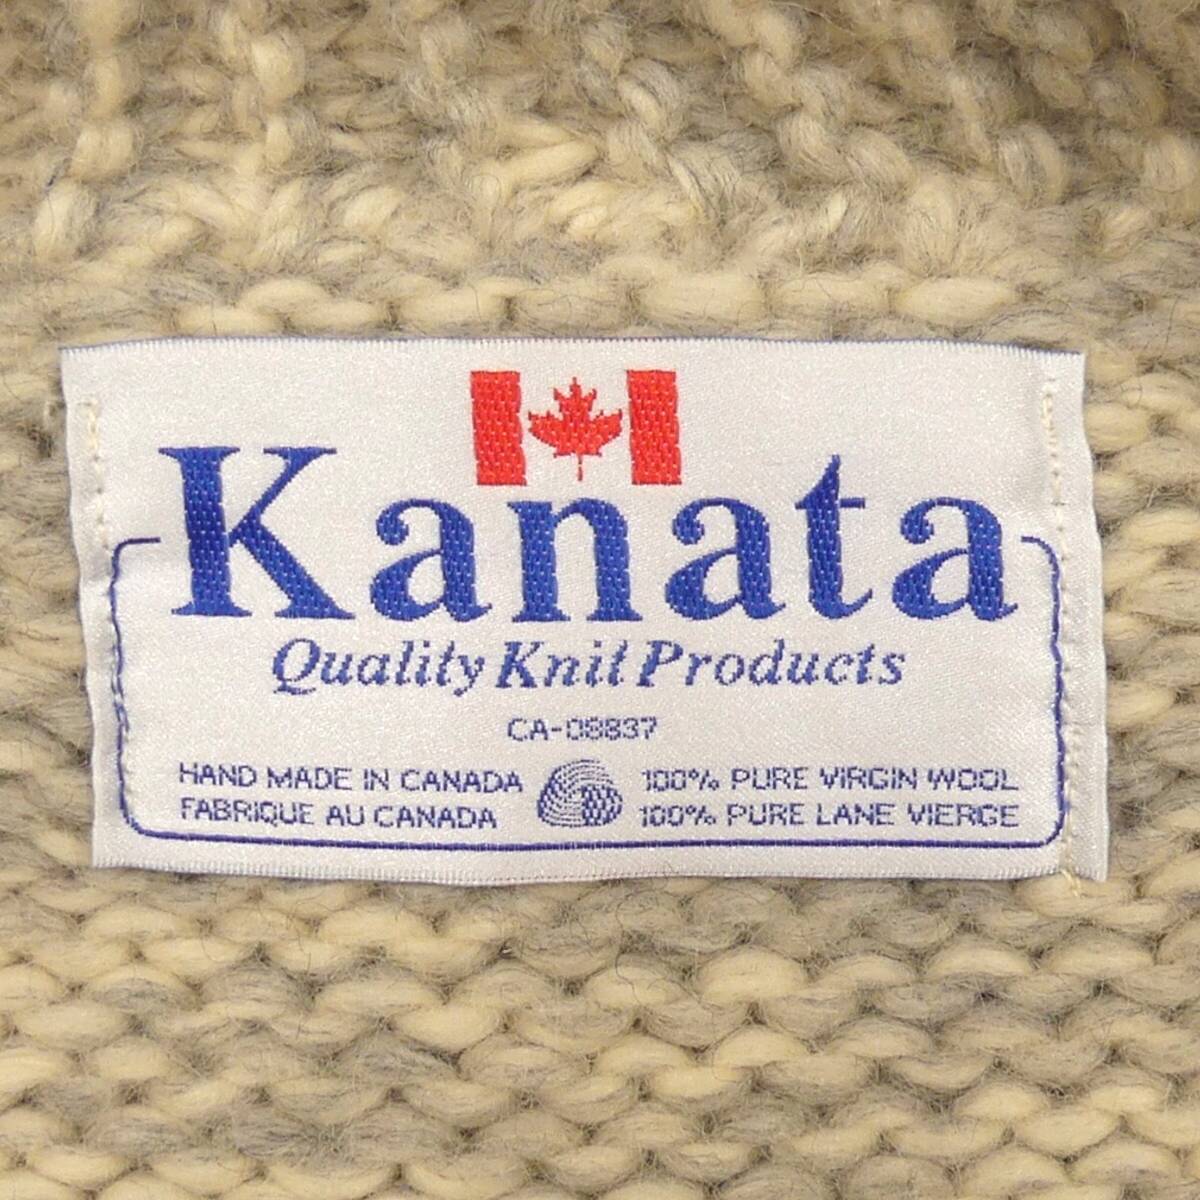 Kanata
Quality Knit Products
CA-08837
HAND MADE IN CANADA
FABRIQUE AU CANADA
100% PURE VIRGIN WOOL
100% PURE LANE VIERGE